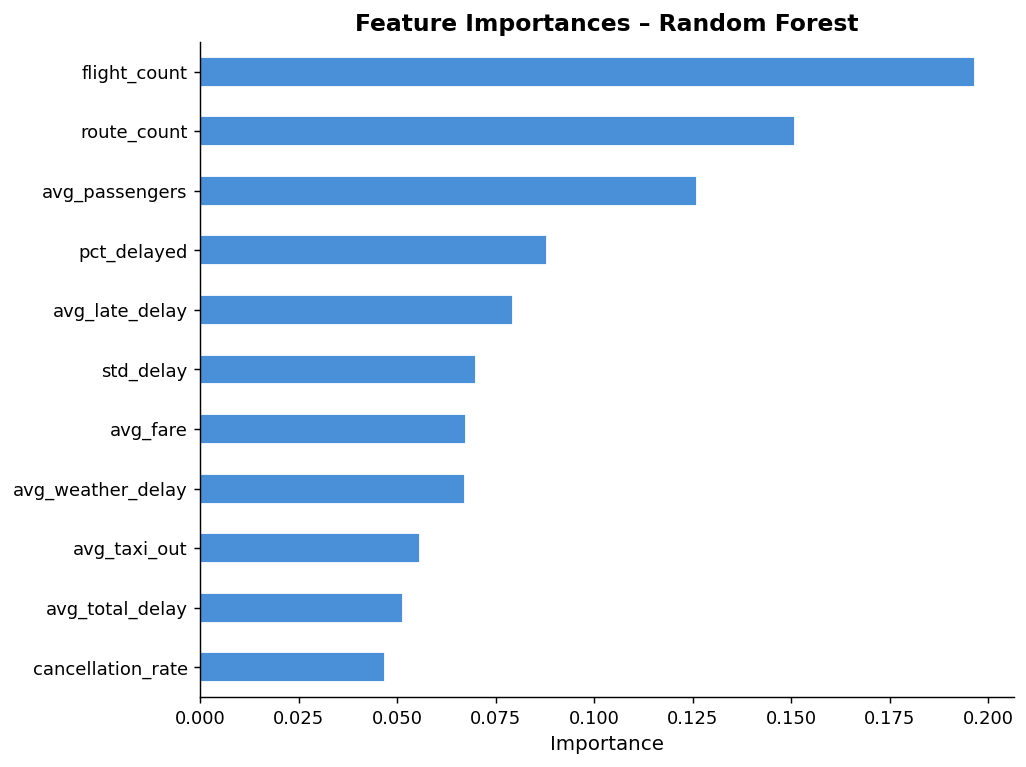 Feature Importances – Random Forest
flight_count
route_count
avg_passengers
pct_delayed
avg_late_delay
std_delay
avg_fare
avg_weather_delay
avg_taxi_out
avg_total_delay
cancellation_rate
0.000 0.025 0.050 0.075 0.100 0.125 0.150 0.175 0.200
Importance